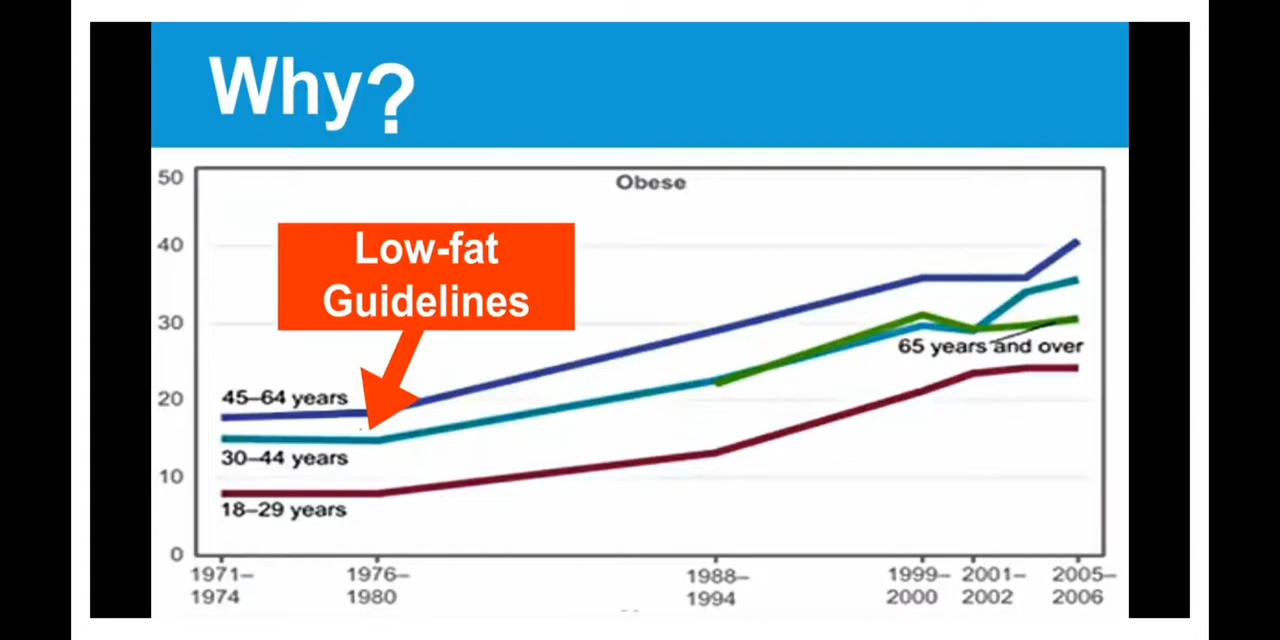 Why?
50
Obese
40
Low-fat
Guidelines
30
65 years and over
20
45–64 years
30–44 years
10
18–29 years
0
1971– 1976– 1988– 1999– 2001– 2005–
1974 1980 1994 2000 2002 2006